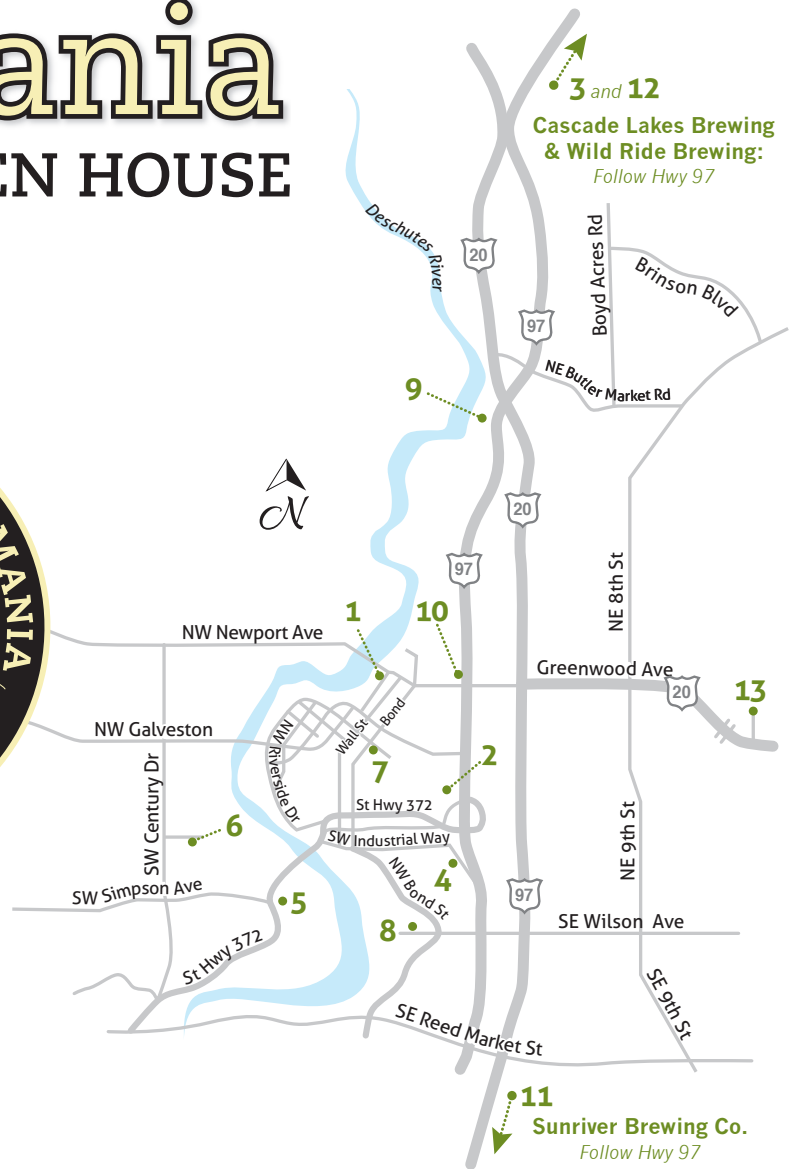 ania
EN HOUSE
MANIA
3 and 12
Cascade Lakes Brewing
& Wild Ride Brewing:
Follow Hwy 97
Deschutes River
20
97
Boyd Acres Rd
Brinson Blvd
NE Butler Market Rd
9
N
20
97
NE 8th St
1
10
NW Newport Ave
Greenwood Ave
20
13
NW Galveston
NW Riverside Dr
Wall St
Bond
7
2
SW Century Dr
6
St Hwy 372
SW Industrial Way
4
NE 9th St
97
SW Simpson Ave
5
NW Bond St
8
SE Wilson Ave
St Hwy 372
SE 9th St
SE Reed Market St
11
Sunriver Brewing Co.
Follow Hwy 97